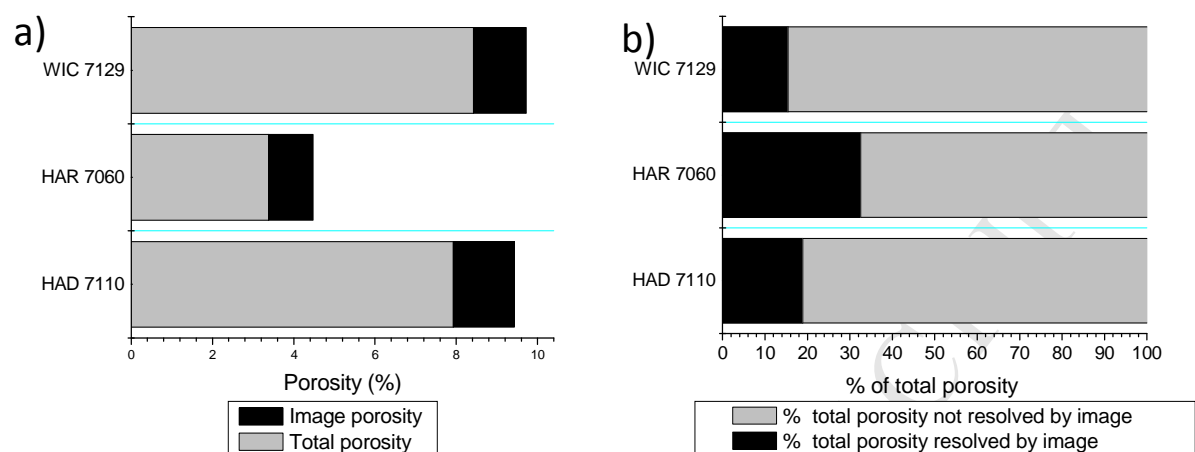 a)
WIC 7129
HAR 7060
HAD 7110
0 2 4 6 8 10
Porosity (%)
Image porosity
Total porosity
b)
WIC 7129
HAR 7060
HAD 7110
0 10 20 30 40 50 60 70 80 90 100
% of total porosity
% total porosity not resolved by image
% total porosity resolved by image